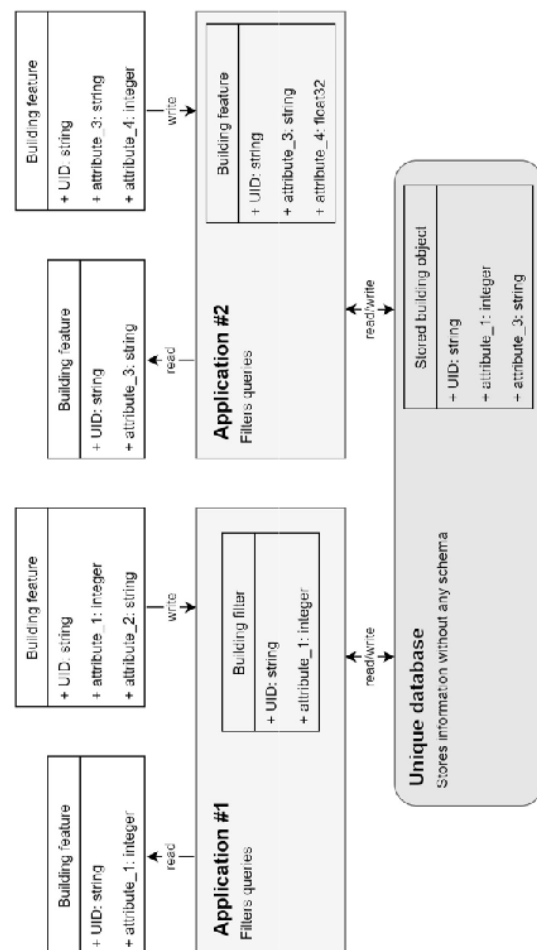 Building feature
+ UID: string
+ attribute_1: integer
Building feature
+ UID: string
+ attribute_1: integer
+ attribute_2: string
Building feature
+ UID: string
+ attribute_3: string
Building feature
+ UID: string
+ attribute_3: string
+ attribute_4: integer
read
write
read
write
Application #1
Filters queries
Building filter
+ UID: string
+ attribute_1: integer
Application #2
Filters queries
Building feature
+ UID: string
+ attribute_3: string
+ attribute_4: float32
read/write
read/write
Unique database
Stores information without any schema
Stored building object
+ UID: string
+ attribute_1: integer
+ attribute_3: string